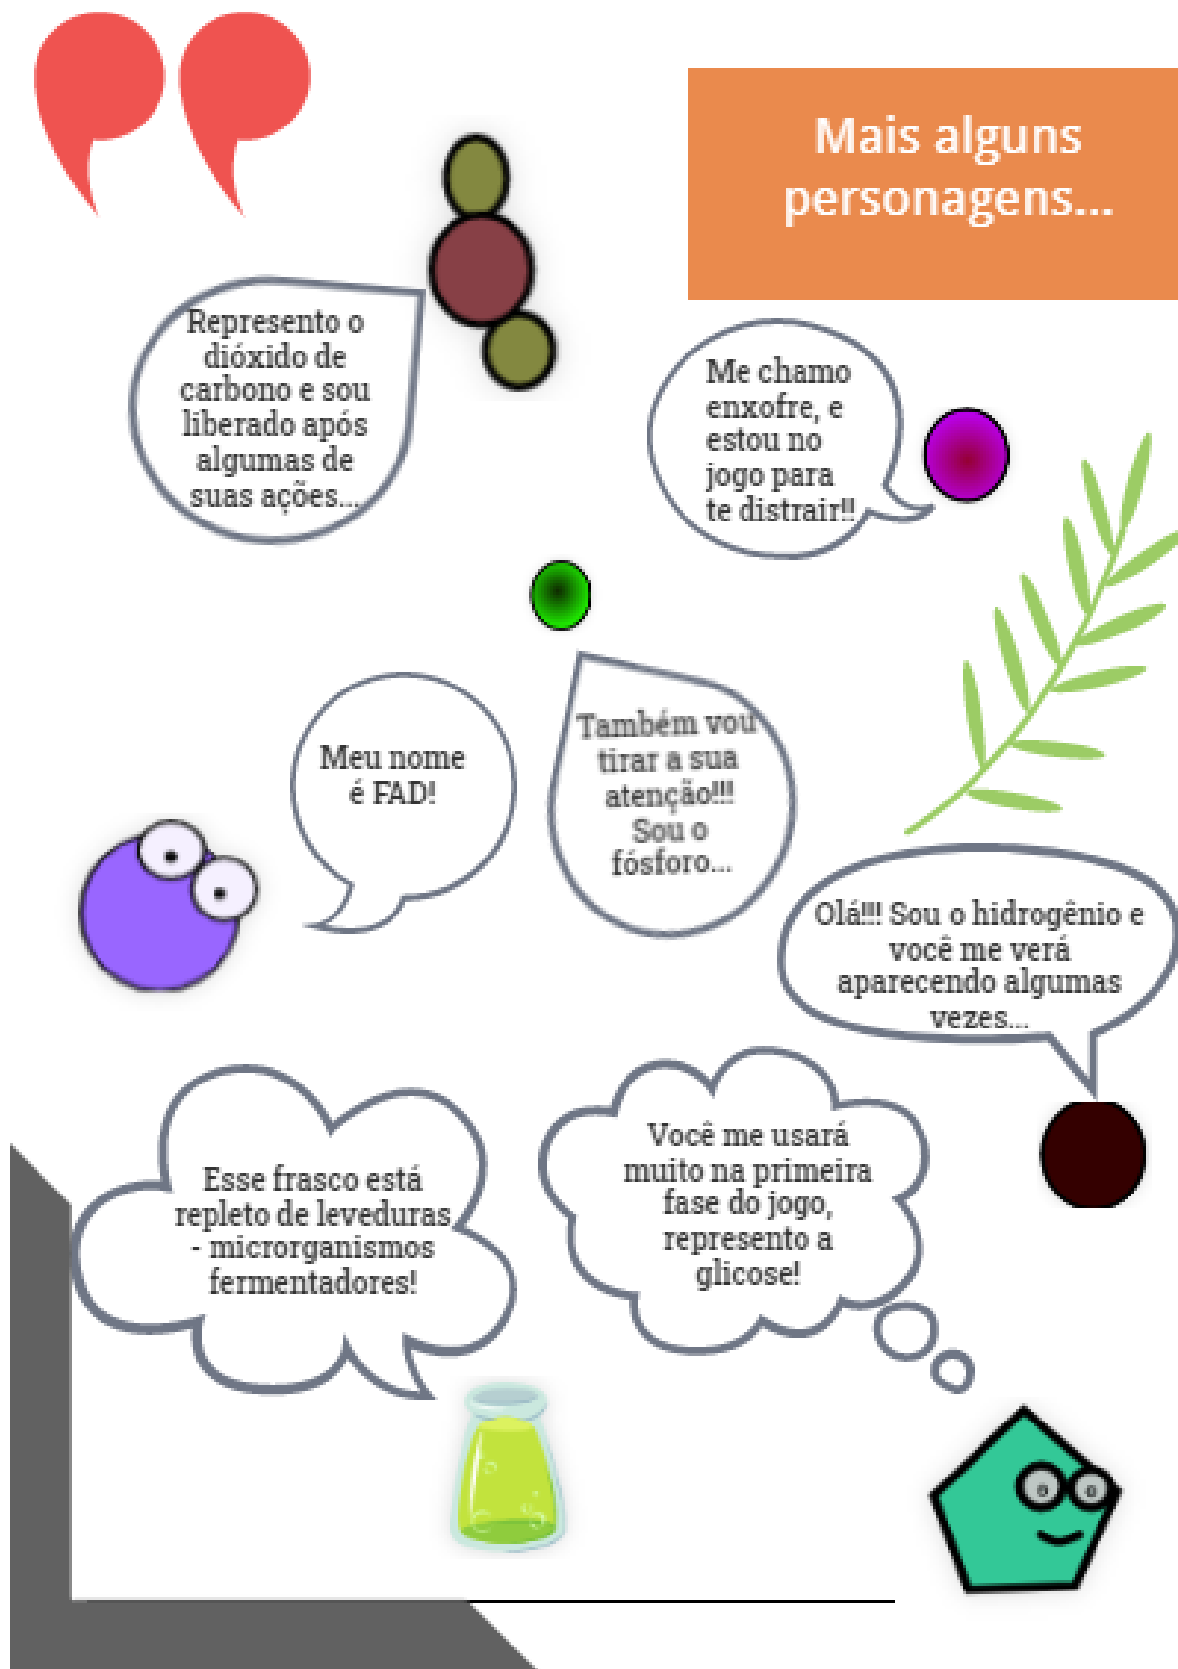 Mais alguns
personagens...
Represento o
dióxido de
carbono e sou
liberado após
algumas de
suas ações...
Me chamo
enxofre, e
estou no
jogo para
te distrair!!
Meu nome
é FAD!
Também vou
tirar a sua
atenção!!!
Sou o
fósforo...
Olá!!! Sou o hidrogênio e
você me verá
aparecendo algumas
vezes...
Esse frasco está
repleto de leveduras
- microrganismos
fermentadores!
Você me usará
muito na primeira
fase do jogo,
represento a
glicose!